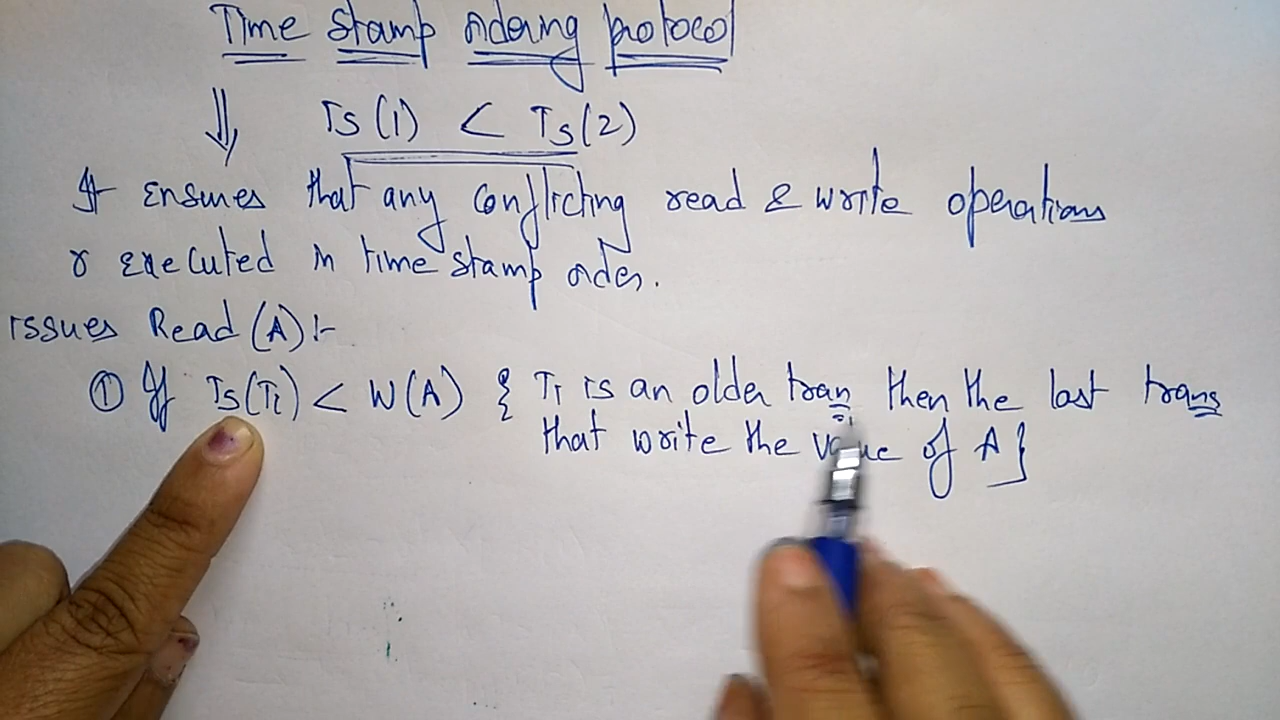 Time stamp ordering protocol
⇓ Ts(1) < Ts(2)
It ensures that any conflicting read & write operations
r executed in time stamp order.
issues Read (A):-
① If Ts(Ti) < W(A) { Ti is an older tran then the last trans
that write the value of A}